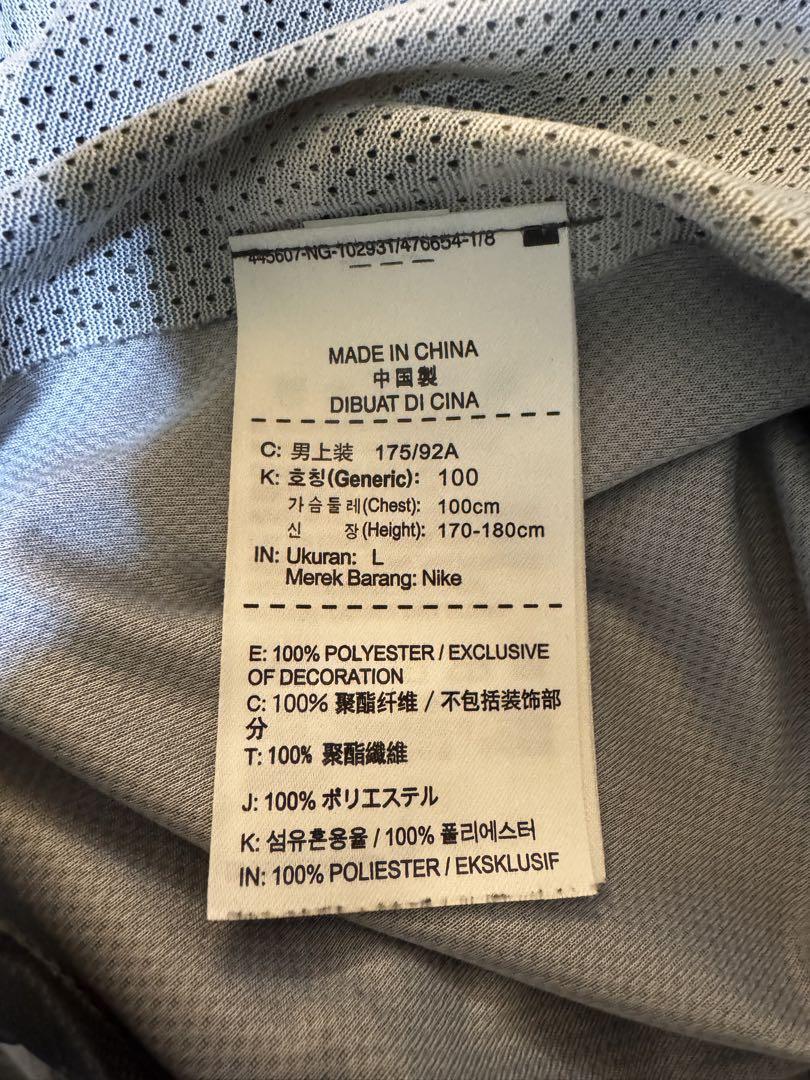 445607-NG-102931/476654-1/8
MADE IN CHINA
中国製
DIBUAT DI CINA
C: 男上装 175/92A
K: 호칭(Generic): 100
가슴둘레(Chest): 100cm
신 장(Height): 170-180cm
IN: Ukuran: L
Merek Barang: Nike
E: 100% POLYESTER / EXCLUSIVE
OF DECORATION
C: 100% 聚酯纤维 / 不包括装饰部
分
T: 100% 聚酯纖維
J: 100% ポリエステル
K: 섬유혼용율 / 100% 폴리에스터
IN: 100% POLIESTER / EKSKLUSIF